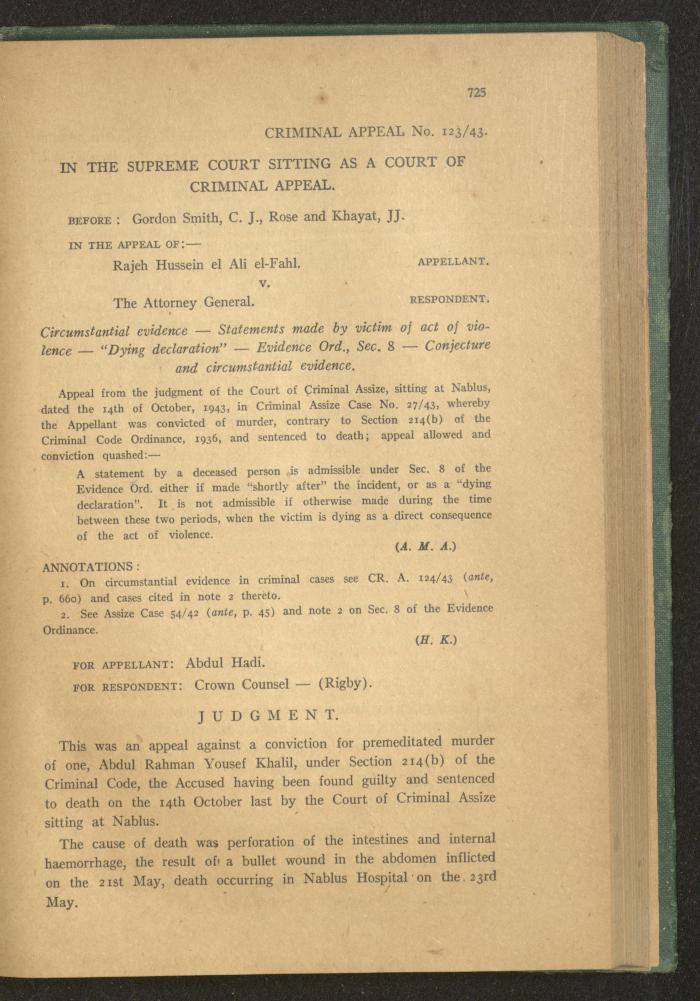 725
CRIMINAL APPEAL No. 123/43.
IN THE SUPREME COURT SITTING AS A COURT OF
CRIMINAL APPEAL.
BEFORE : Gordon Smith, C. J., Rose and Khayat, JJ.
IN THE APPEAL OF:—
Rajeh Hussein el Ali el-Fahl. APPELLANT.
v.
The Attorney General. RESPONDENT.
Circumstantial evidence — Statements made by victim of act of vio-
lence — "Dying declaration" — Evidence Ord., Sec. 8 — Conjecture
and circumstantial evidence.
Appeal from the judgment of the Court of Criminal Assize, sitting at Nablus,
dated the 14th of October, 1943, in Criminal Assize Case No. 27/43, whereby
the Appellant was convicted of murder, contrary to Section 214(b) of the
Criminal Code Ordinance, 1936, and sentenced to death; appeal allowed and
conviction quashed:—
A statement by a deceased person is admissible under Sec. 8 of the
Evidence Ord. either if made "shortly after" the incident, or as a "dying
declaration". It is not admissible if otherwise made during the time
between these two periods, when the victim is dying as a direct consequence
of the act of violence.
(A. M. A.)
ANNOTATIONS :
1. On circumstantial evidence in criminal cases see CR. A. 124/43 (ante,
p. 660) and cases cited in note 2 thereto.
2. See Assize Case 54/42 (ante, p. 45) and note 2 on Sec. 8 of the Evidence
Ordinance.
(H. K.)
FOR APPELLANT: Abdul Hadi.
FOR RESPONDENT: Crown Counsel — (Rigby).
JUDGMENT.
This was an appeal against a conviction for premeditated murder
of one, Abdul Rahman Yousef Khalil, under Section 214(b) of the
Criminal Code, the Accused having been found guilty and sentenced
to death on the 14th October last by the Court of Criminal Assize
sitting at Nablus.
The cause of death was perforation of the intestines and internal
haemorrhage, the result of a bullet wound in the abdomen inflicted
on the 21st May, death occurring in Nablus Hospital on the 23rd
May.